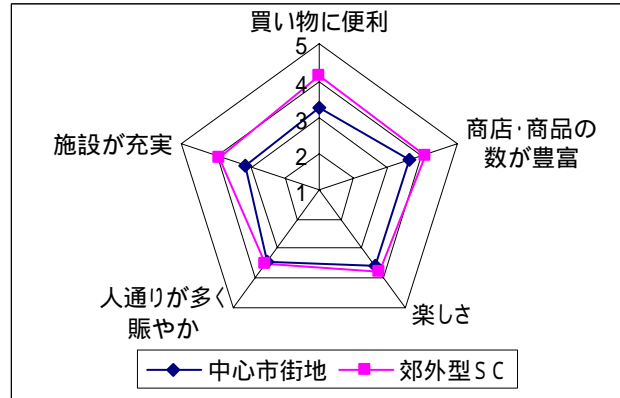 買い物に便利
5
4
3
2
1
商店･商品の
数が豊富
施設が充実
人通りが多く
賑やか
楽しさ
中心市街地
郊外型ＳＣ